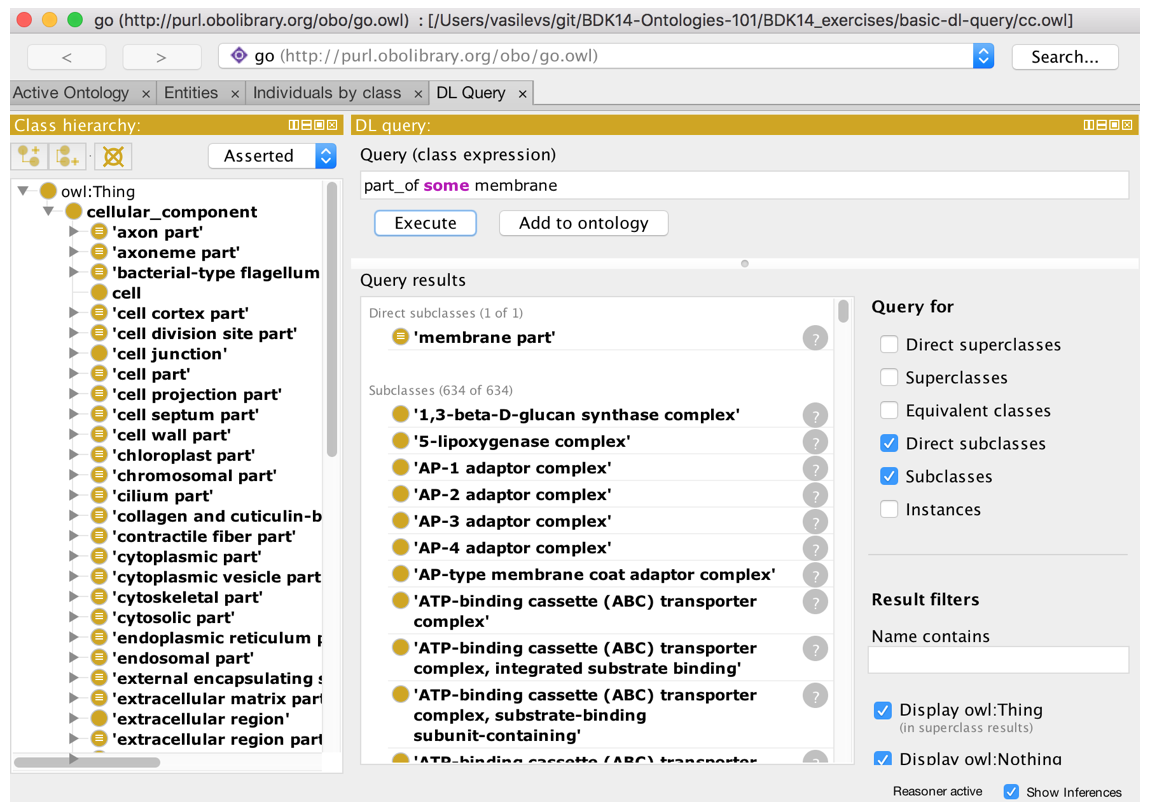 go (http://purl.obolibrary.org/obo/go.owl) : [/Users/vasilevs/git/BDK14-Ontologies-101/BDK14_exercises/basic-dl-query/cc.owl]
< > go (http://purl.obolibrary.org/obo/go.owl) Search...
Active Ontology × Entities × Individuals by class × DL Query ×
Class hierarchy:
Asserted
owl:Thing
cellular_component
'axon part'
'axoneme part'
'bacterial-type flagellum
cell
'cell cortex part'
'cell division site part'
'cell junction'
'cell part'
'cell projection part'
'cell septum part'
'cell wall part'
'chloroplast part'
'chromosomal part'
'cilium part'
'collagen and cuticulin-b
'contractile fiber part'
'cytoplasmic part'
'cytoplasmic vesicle part
'cytoskeletal part'
'cytosolic part'
'endoplasmic reticulum p
'endosomal part'
'external encapsulating s
'extracellular matrix part
'extracellular region'
'extracellular region part
DL query:
Query (class expression)
part_of some membrane
Execute Add to ontology
Query results
Direct subclasses (1 of 1)
'membrane part' ?
Subclasses (634 of 634)
'1,3-beta-D-glucan synthase complex' ?
'5-lipoxygenase complex' ?
'AP-1 adaptor complex' ?
'AP-2 adaptor complex' ?
'AP-3 adaptor complex' ?
'AP-4 adaptor complex' ?
'AP-type membrane coat adaptor complex' ?
'ATP-binding cassette (ABC) transporter ?
complex'
'ATP-binding cassette (ABC) transporter ?
complex, integrated substrate binding'
'ATP-binding cassette (ABC) transporter ?
complex, substrate-binding
subunit-containing'
'ATP-binding cassette (ABC) transporter ?
Query for
Direct superclasses
Superclasses
Equivalent classes
Direct subclasses
Subclasses
Instances
Result filters
Name contains
Display owl:Thing
(in superclass results)
Display owl:Nothing
Reasoner active Show Inferences